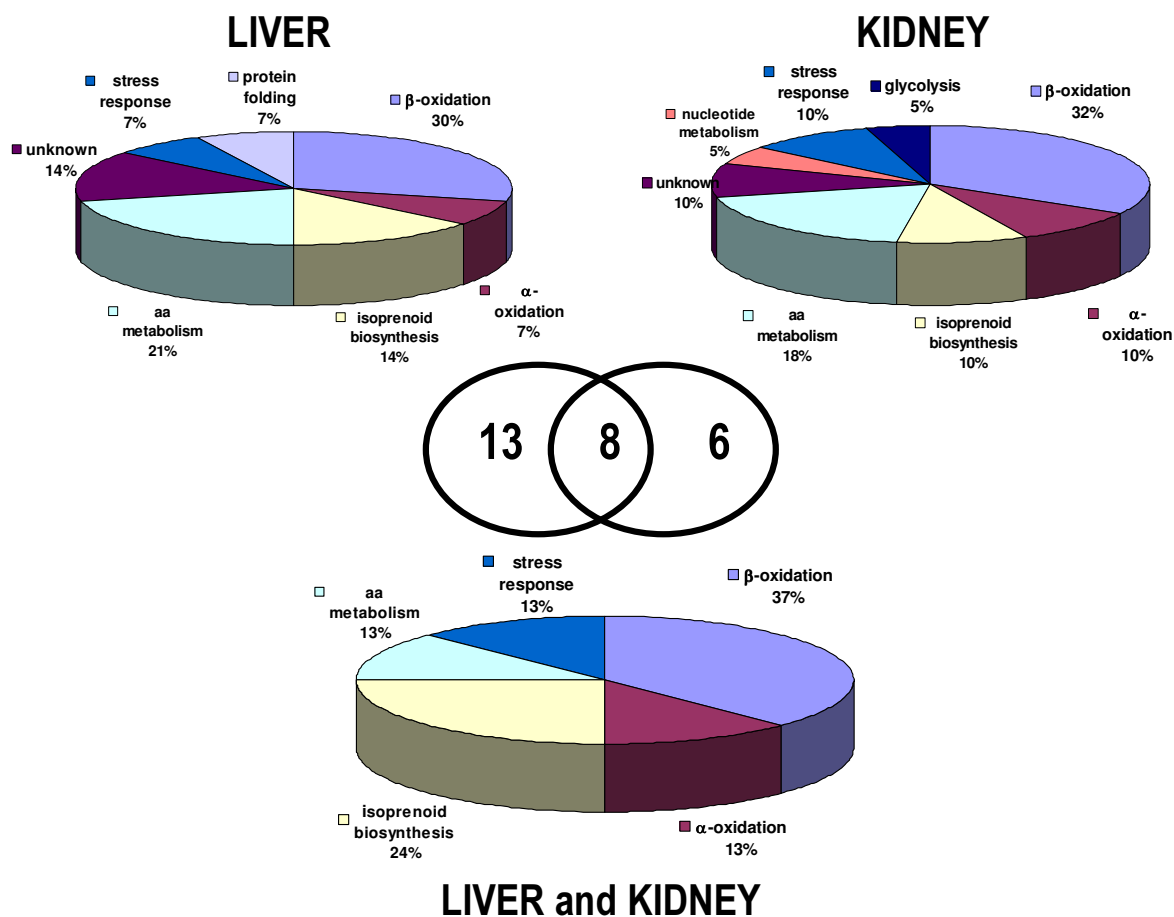 LIVER
stress
response
7%
protein
folding
7%
β-oxidation
30%
unknown
14%
aa
metabolism
21%
isoprenoid
biosynthesis
14%
α-
oxidation
7%
KIDNEY
stress
response
10%
glycolysis
5%
β-oxidation
32%
nucleotide
metabolism
5%
unknown
10%
aa
metabolism
18%
isoprenoid
biosynthesis
10%
α-
oxidation
10%
13
8
6
stress
response
13%
β-oxidation
37%
aa
metabolism
13%
isoprenoid
biosynthesis
24%
α-oxidation
13%
LIVER and KIDNEY